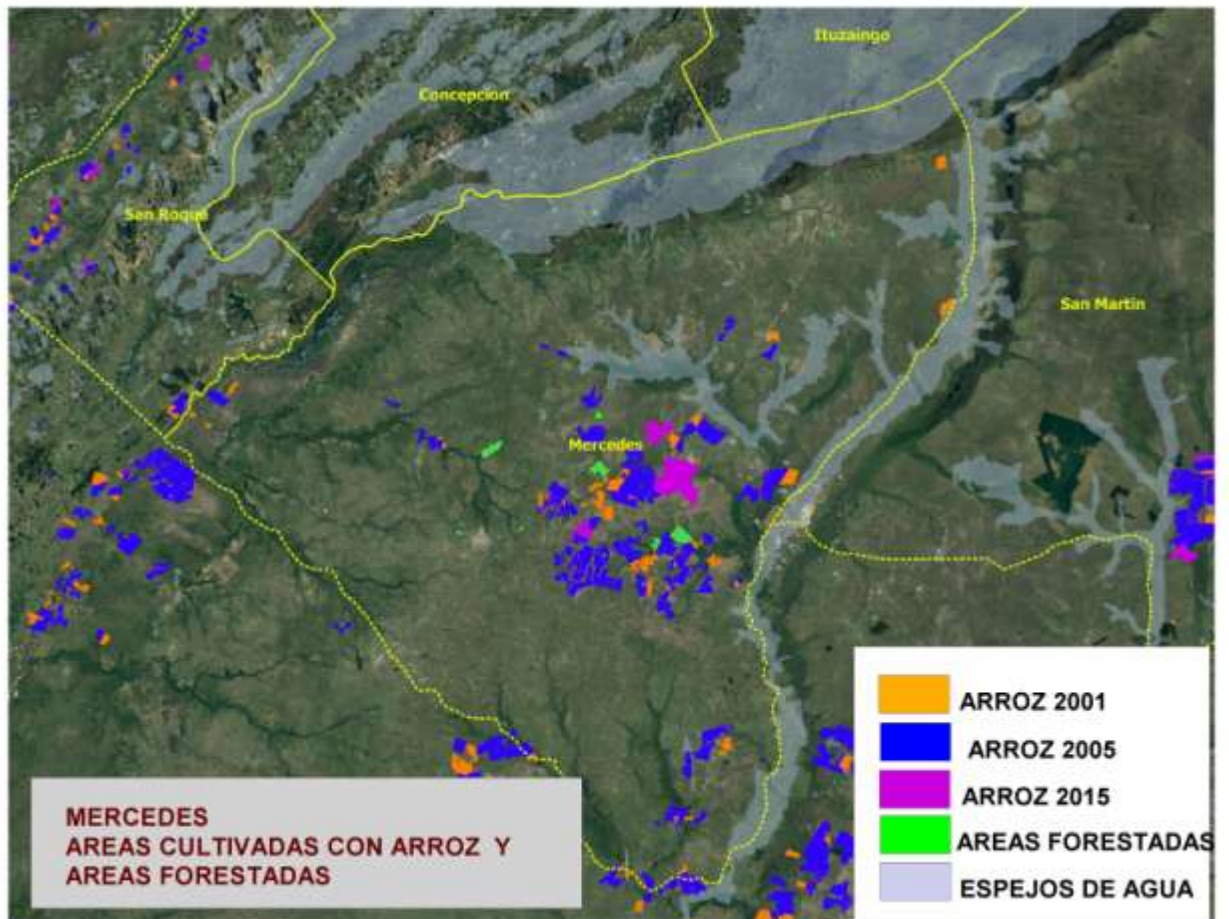 Ituzaingo
Concepcion
San Roque
San Martin
Mercedes
ARROZ 2001
ARROZ 2005
ARROZ 2015
AREAS FORESTADAS
ESPEJOS DE AGUA
MERCEDES
AREAS CULTIVADAS CON ARROZ Y
AREAS FORESTADAS